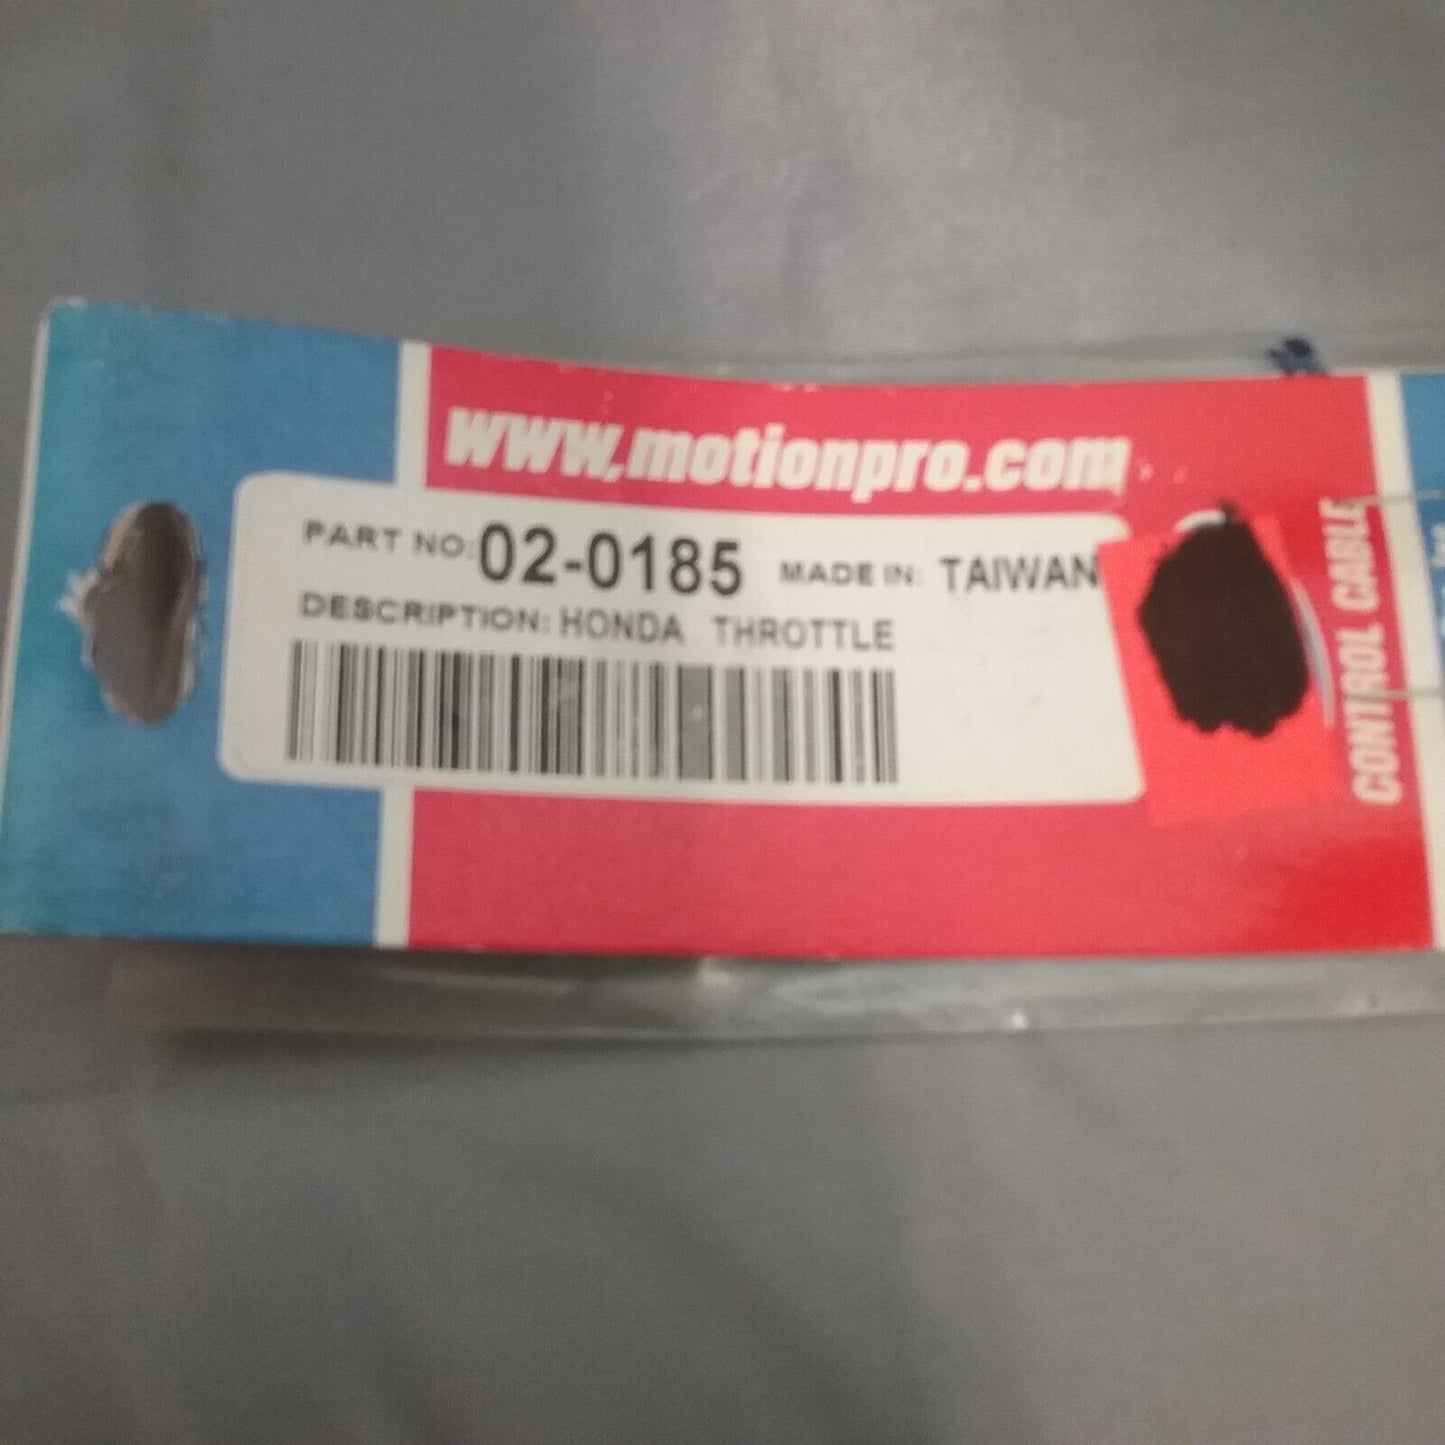 www.motionpro.com
PART NO: 02-0185 MADE IN: TAIWAN
DESCRIPTION: HONDA THROTTLE
CONTROL CABLE